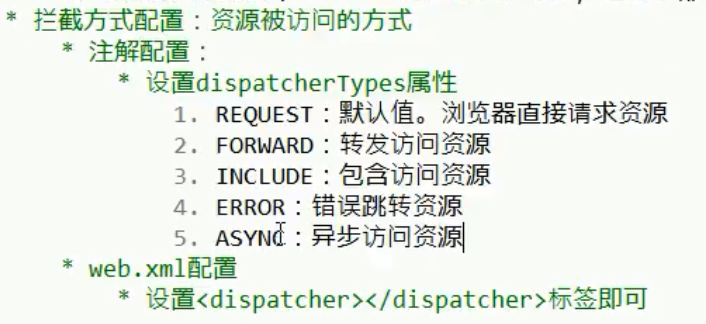 * 拦截方式配置：资源被访问的方式
* 注解配置：
* 设置dispatcherTypes属性
1. REQUEST：默认值。浏览器直接请求资源
2. FORWARD：转发访问资源
3. INCLUDE：包含访问资源
4. ERROR：错误跳转资源
5. ASYNC：异步访问资源
* web.xml配置
* 设置<dispatcher></dispatcher>标签即可